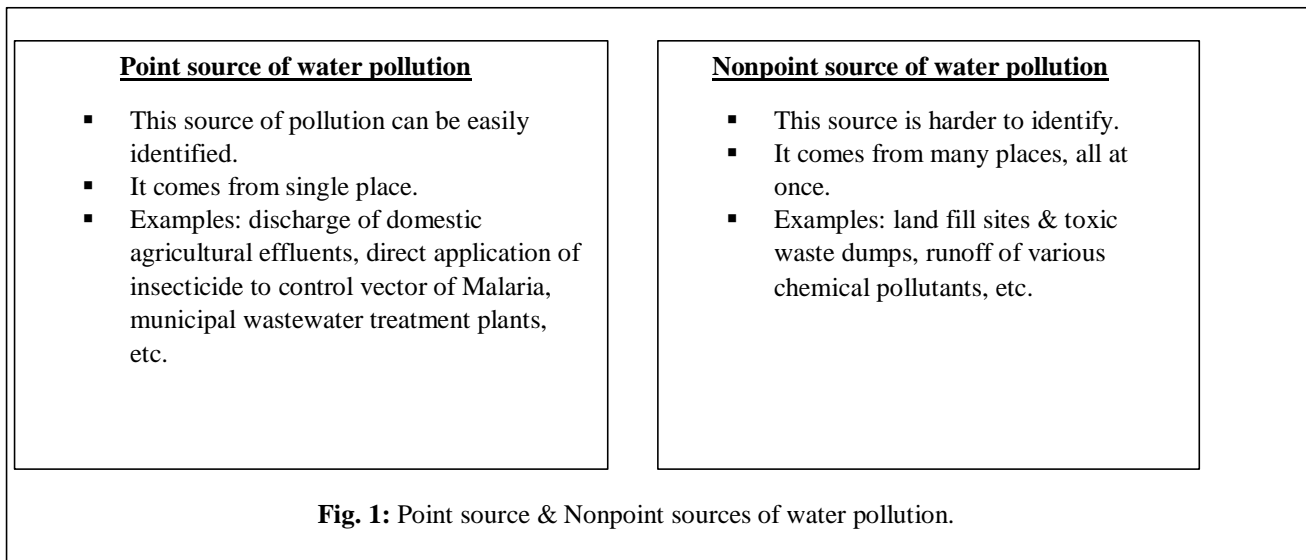 Point source of water pollution
▪ This source of pollution can be easily
identified.
▪ It comes from single place.
▪ Examples: discharge of domestic
agricultural effluents, direct application of
insecticide to control vector of Malaria,
municipal wastewater treatment plants,
etc.
Nonpoint source of water pollution
▪ This source is harder to identify.
▪ It comes from many places, all at
once.
▪ Examples: land fill sites & toxic
waste dumps, runoff of various
chemical pollutants, etc.
Fig. 1: Point source & Nonpoint sources of water pollution.